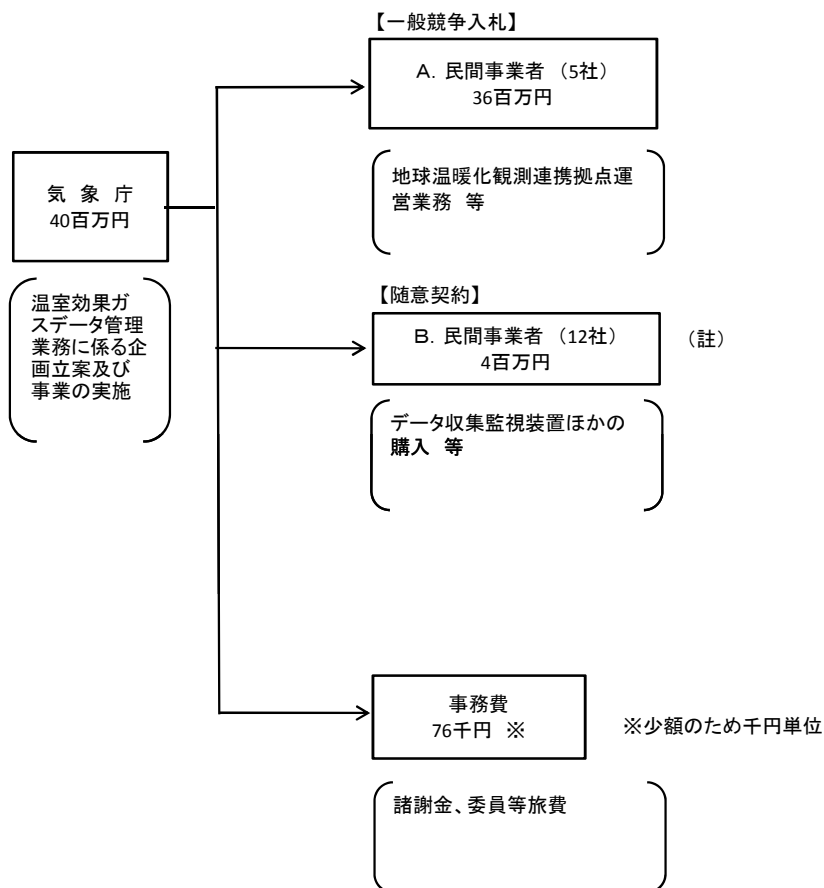 【一般競争入札】
A. 民間事業者 （5社）
36百万円
地球温暖化観測連携拠点運
営業務 等
気 象 庁
40百万円
温室効果ガ
スデータ管理
業務に係る企
画立案及び
事業の実施
【随意契約】
B. 民間事業者 （12社）
4百万円
（註）
データ収集監視装置ほかの
購入 等
事務費
76千円 ※
※少額のため千円単位
諸謝金、委員等旅費